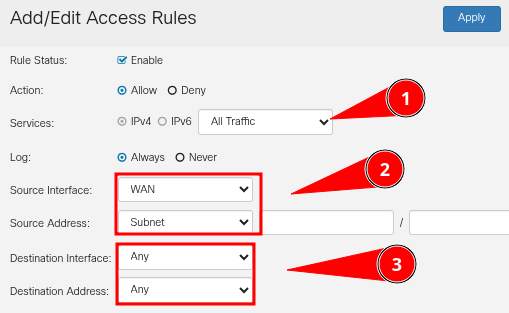 Add/Edit Access Rules
Apply
Rule Status: Enable
Action: Allow Deny
Services: IPv4 IPv6 All Traffic
1
Log: Always Never
2
Source Interface: WAN
Source Address: Subnet /
Destination Interface: Any
3
Destination Address: Any